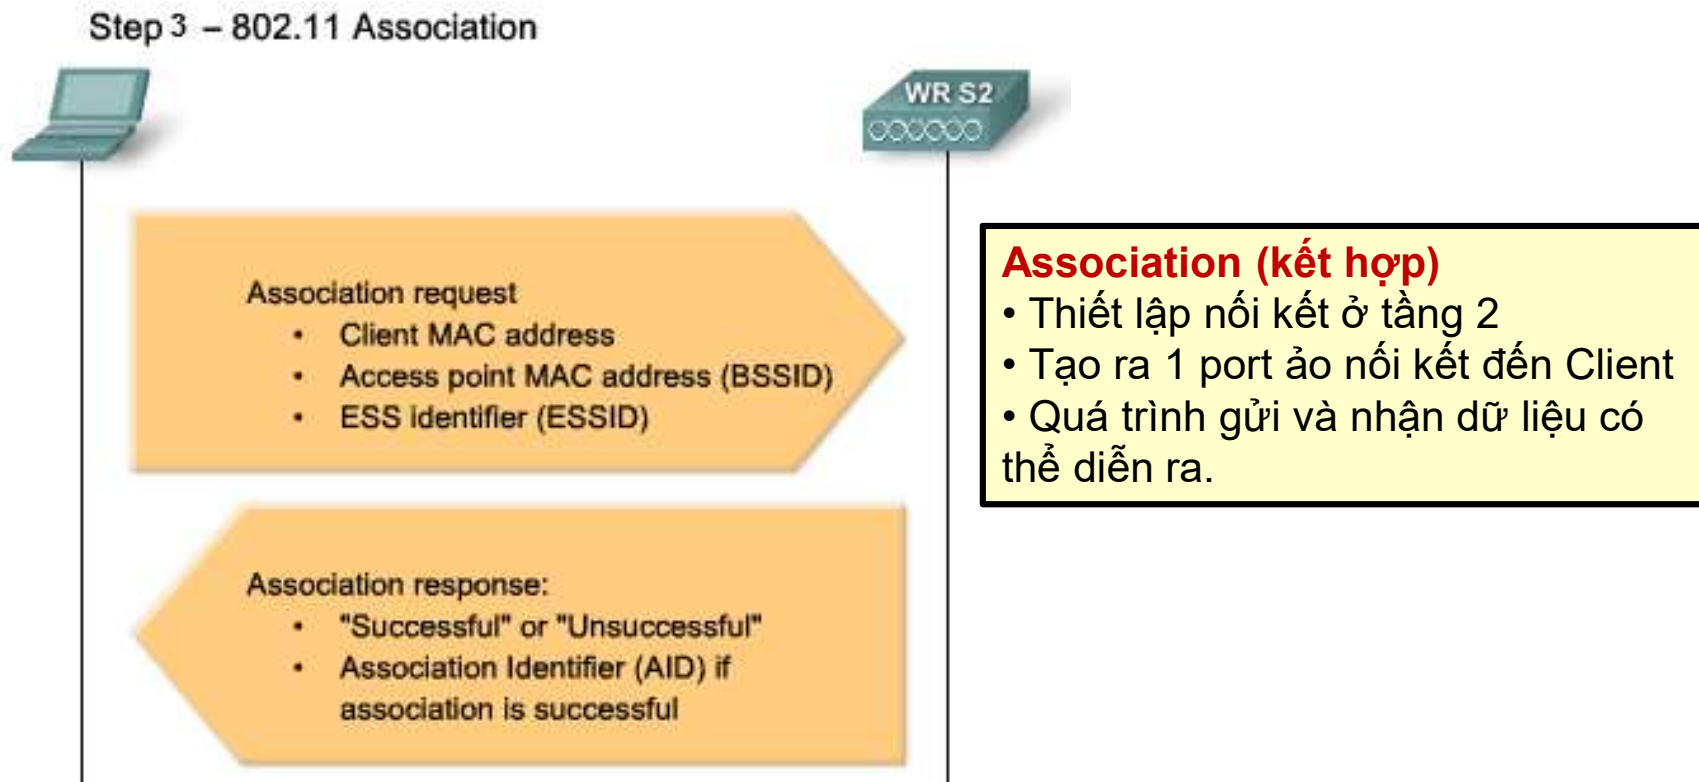 Step 3 – 802.11 Association
WR S2
Association request
• Client MAC address
• Access point MAC address (BSSID)
• ESS identifier (ESSID)
Association (kết hợp)
• Thiết lập nối kết ở tầng 2
• Tạo ra 1 port ảo nối kết đến Client
• Quá trình gửi và nhận dữ liệu có
thể diễn ra.
Association response:
• "Successful" or "Unsuccessful"
• Association Identifier (AID) if
association is successful